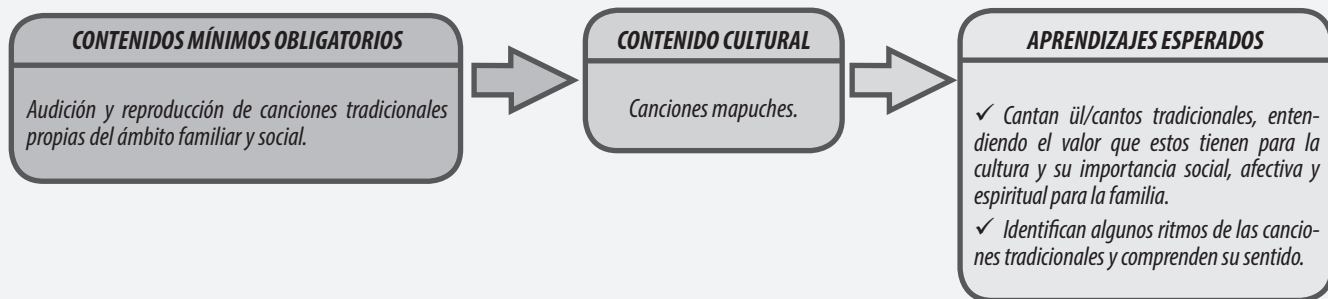 CONTENIDOS MÍNIMOS OBLIGATORIOS
Audición y reproducción de canciones tradicionales
propias del ámbito familiar y social.
CONTENIDO CULTURAL
Canciones mapuches.
APRENDIZAJES ESPERADOS
✓ Cantan ül/cantos tradicionales, enten-
diendo el valor que estos tienen para la
cultura y su importancia social, afectiva y
espiritual para la familia.
✓ Identifican algunos ritmos de las cancio-
nes tradicionales y comprenden su sentido.